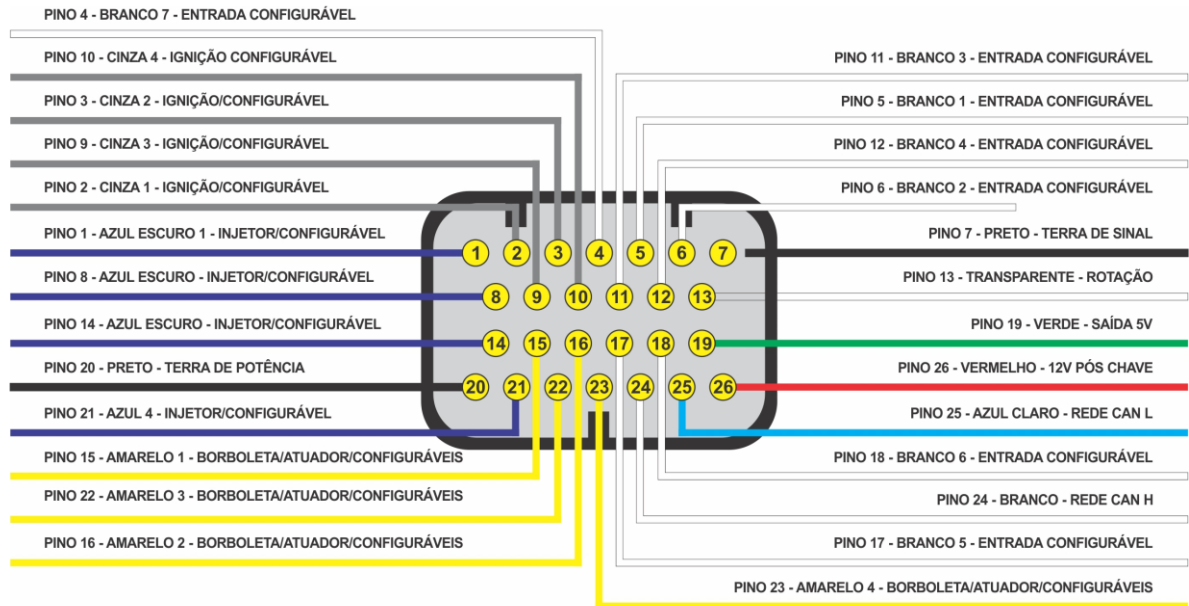 PINO 4 - BRANCO 7 - ENTRADA CONFIGURÁVEL
PINO 10 - CINZA 4 - IGNIÇÃO CONFIGURÁVEL
PINO 3 - CINZA 2 - IGNIÇÃO/CONFIGURÁVEL
PINO 9 - CINZA 3 - IGNIÇÃO/CONFIGURÁVEL
PINO 2 - CINZA 1 - IGNIÇÃO/CONFIGURÁVEL
PINO 1 - AZUL ESCURO 1 - INJETOR/CONFIGURÁVEL
PINO 8 - AZUL ESCURO - INJETOR/CONFIGURÁVEL
PINO 14 - AZUL ESCURO - INJETOR/CONFIGURÁVEL
PINO 20 - PRETO - TERRA DE POTÊNCIA
PINO 21 - AZUL 4 - INJETOR/CONFIGURÁVEL
PINO 15 - AMARELO 1 - BORBOLETA/ATUADOR/CONFIGURÁVEIS
PINO 22 - AMARELO 3 - BORBOLETA/ATUADOR/CONFIGURÁVEIS
PINO 16 - AMARELO 2 - BORBOLETA/ATUADOR/CONFIGURÁVEIS
1 2 3 4 5 6 7
8 9 10 11 12 13
14 15 16 17 18 19
20 21 22 23 24 25 26
PINO 11 - BRANCO 3 - ENTRADA CONFIGURÁVEL
PINO 5 - BRANCO 1 - ENTRADA CONFIGURÁVEL
PINO 12 - BRANCO 4 - ENTRADA CONFIGURÁVEL
PINO 6 - BRANCO 2 - ENTRADA CONFIGURÁVEL
PINO 7 - PRETO - TERRA DE SINAL
PINO 13 - TRANSPARENTE - ROTAÇÃO
PINO 19 - VERDE - SAÍDA 5V
PINO 26 - VERMELHO - 12V PÓS CHAVE
PINO 25 - AZUL CLARO - REDE CAN L
PINO 18 - BRANCO 6 - ENTRADA CONFIGURÁVEL
PINO 24 - BRANCO - REDE CAN H
PINO 17 - BRANCO 5 - ENTRADA CONFIGURÁVEL
PINO 23 - AMARELO 4 - BORBOLETA/ATUADOR/CONFIGURÁVEIS